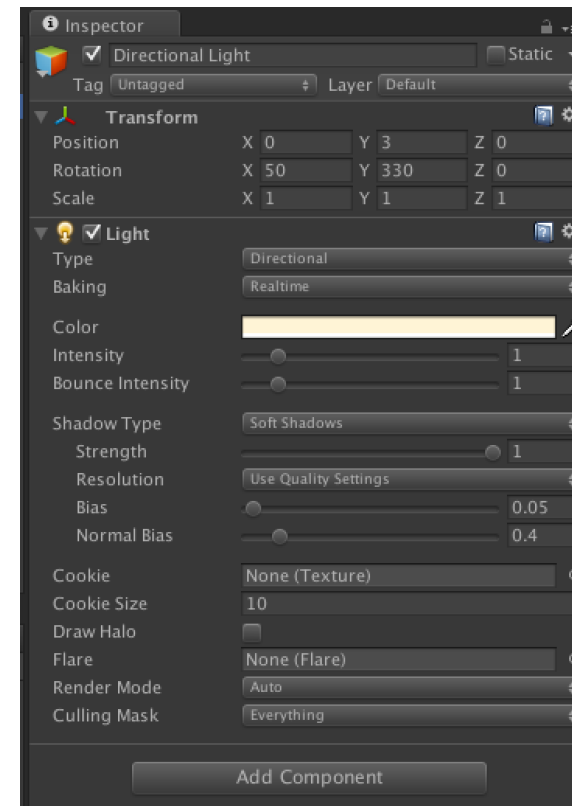 Inspector
Directional Light Static
Tag Untagged Layer Default
Transform
Position X 0 Y 3 Z 0
Rotation X 50 Y 330 Z 0
Scale X 1 Y 1 Z 1
Light
Type Directional
Baking Realtime
Color
Intensity 1
Bounce Intensity 1
Shadow Type Soft Shadows
Strength 1
Resolution Use Quality Settings
Bias 0.05
Normal Bias 0.4
Cookie None (Texture)
Cookie Size 10
Draw Halo
Flare None (Flare)
Render Mode Auto
Culling Mask Everything
Add Component